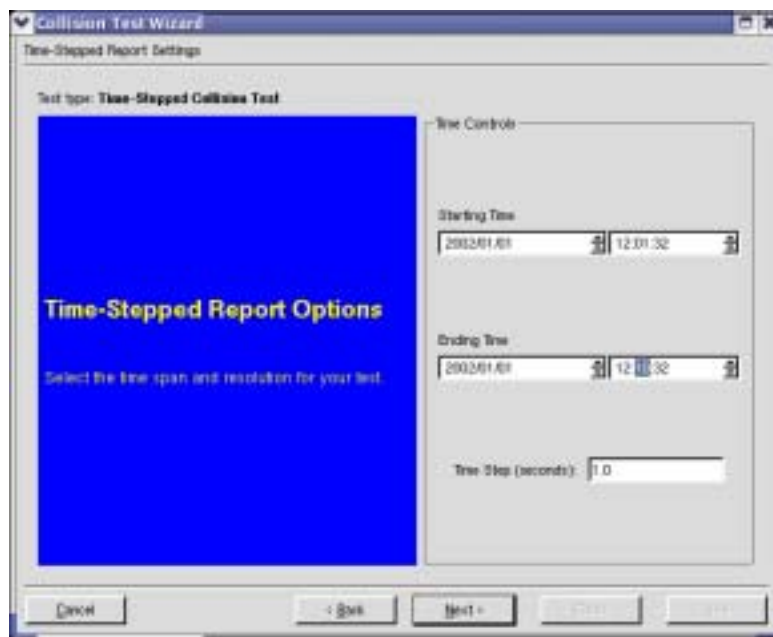 Collision Test Wizard
Time-Stepped Report Settings
Test type: Time-Stepped Collision Test
Time-Stepped Report Options
Select the time span and resolution for your test.
Time Controls
Starting Time
2002/01/01 12:01:32
Ending Time
2002/01/01 12: :32
Time Step (seconds): 1.0
Cancel
< Back
Next >